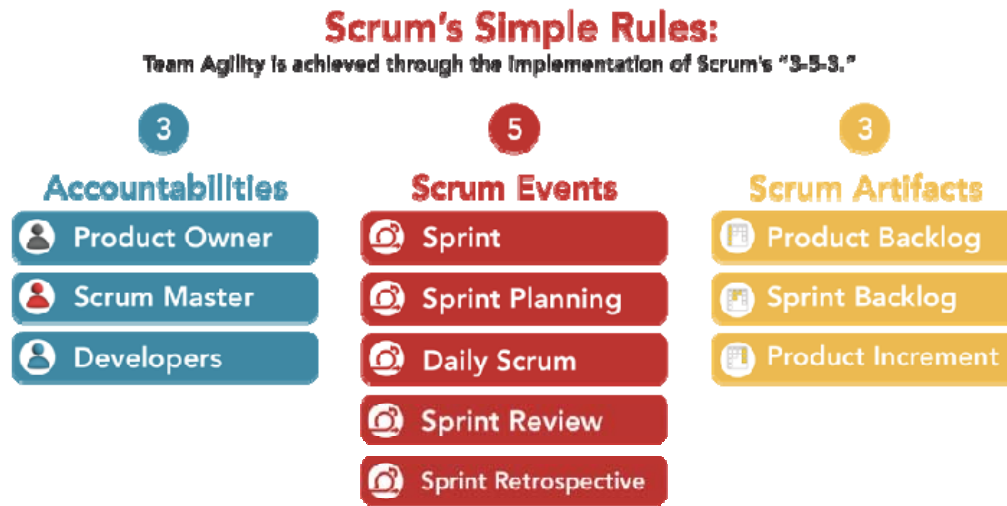 Scrum's Simple Rules:
Team Agility is achieved through the implementation of Scrum's "3-5-3."
3
Accountabilities
Product Owner
Scrum Master
Developers
5
Scrum Events
Sprint
Sprint Planning
Daily Scrum
Sprint Review
Sprint Retrospective
3
Scrum Artifacts
Product Backlog
Sprint Backlog
Product Increment